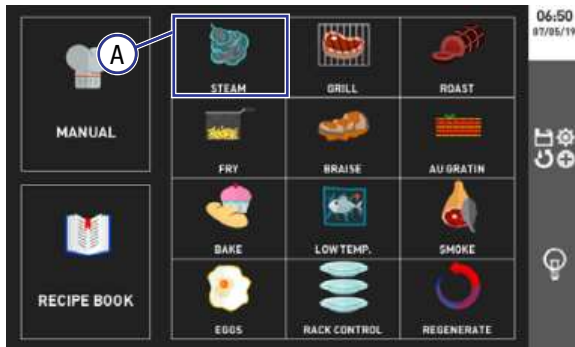 A
06:50
07/05/19
STEAM
GRILL
ROAST
MANUAL
FRY
BRAISE
AU GRATIN
BAKE
LOW TEMP.
SMOKE
RECIPE BOOK
EGGS
RACK CONTROL
REGENERATE